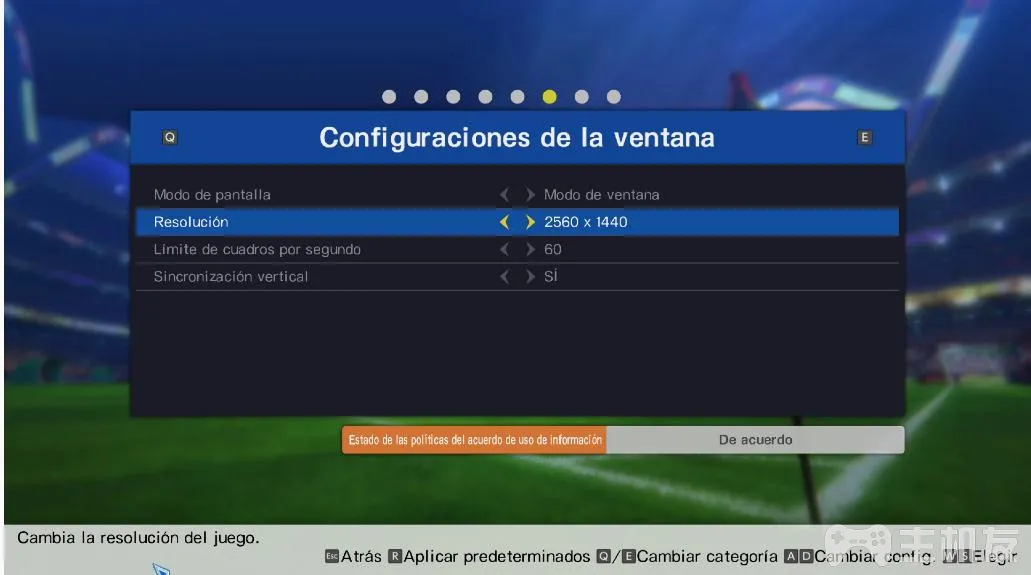 Q Configuraciones de la ventana E
Modo de pantalla Modo de ventana
Resolución 2560 x 1440
Límite de cuadros por segundo 60
Sincronización vertical SÍ
Estado de las políticas del acuerdo de uso de información De acuerdo
Cambia la resolución del juego.
Esc Atrás R Aplicar predeterminados Q/E Cambiar categoría A D Cambiar config. W S Elegir
主机友